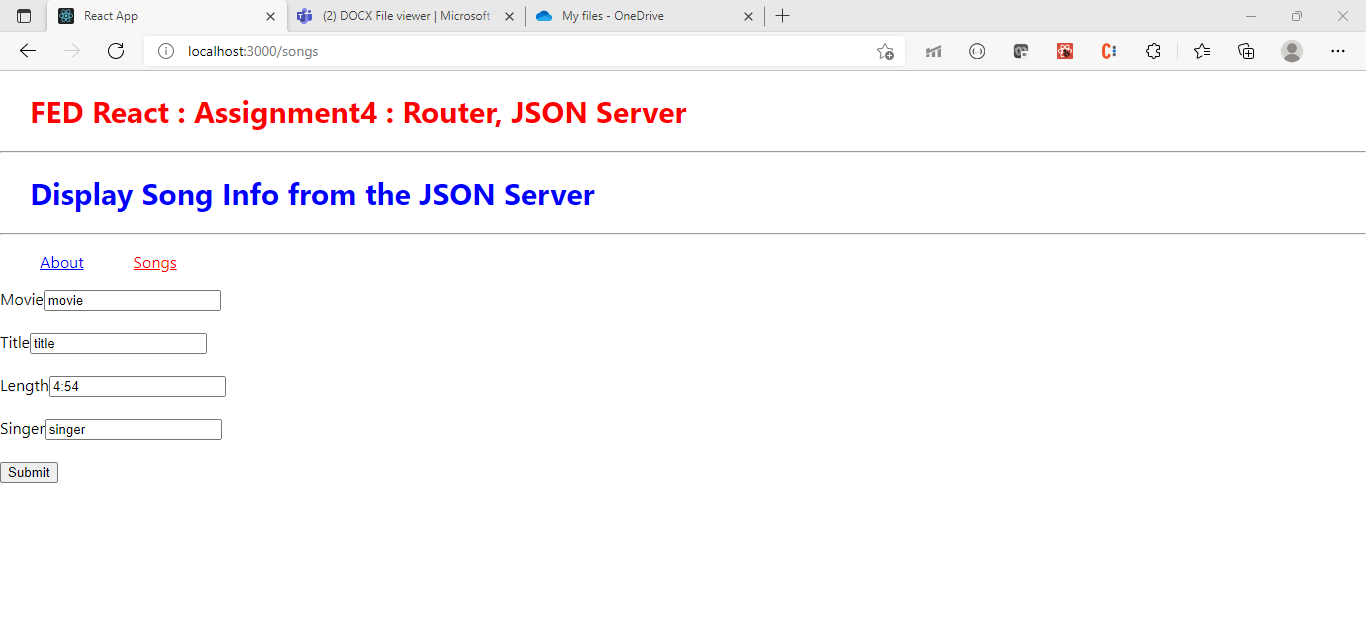 React App
(2) DOCX File viewer | Microsoft
My files - OneDrive
localhost:3000/songs
FED React : Assignment4 : Router, JSON Server
Display Song Info from the JSON Server
About Songs
Movie movie
Title title
Length 4:54
Singer singer
Submit